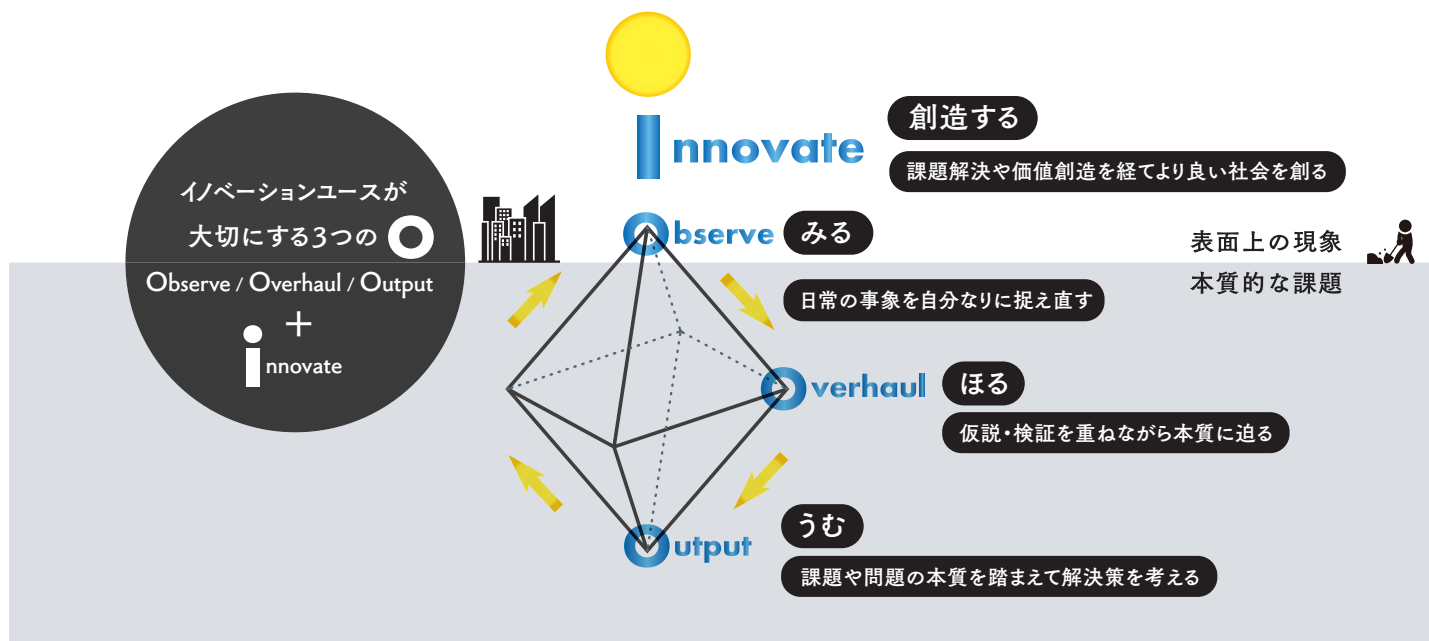 イノベーションユースが
大切にする3つのO
Observe / Overhaul / Output
+
innovate
innovate
創造する
課題解決や価値創造を経てより良い社会を創る
Observe
みる
日常の事象を自分なりに捉え直す
表面上の現象
本質的な課題
Overhaul
ほる
仮説・検証を重ねながら本質に迫る
Output
うむ
課題や問題の本質を踏まえて解決策を考える